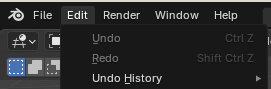 File Edit Render Window Help
Undo Ctrl Z
Redo Shift Ctrl Z
Undo History